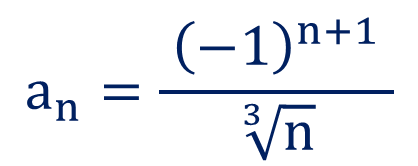 aₙ = (−1)ⁿ⁺¹ / ∛n